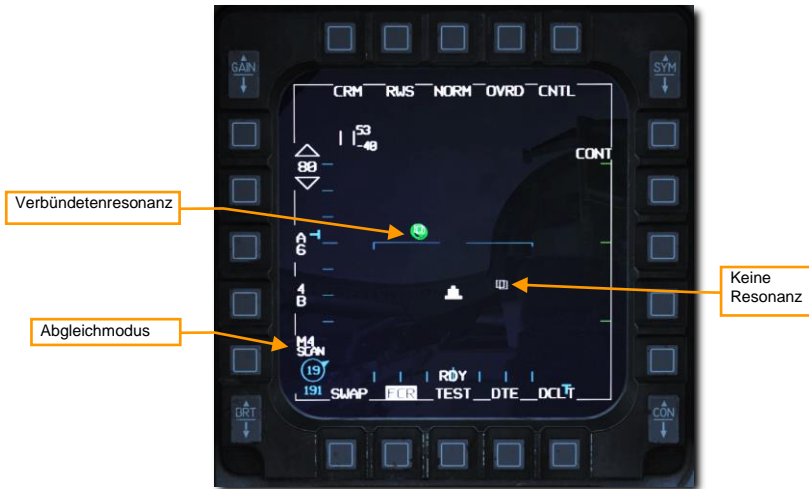 GAIN
SYM
CRM RWS NORM OVRD CNTL
53
-40
CONT
80
Verbündetenresonanz
A
6
Keine
Resonanz
4
B
Abgleichmodus
M4
SCAN
19
RDY
191 SWAP FCR TEST DTE DCLT
BRT
CON